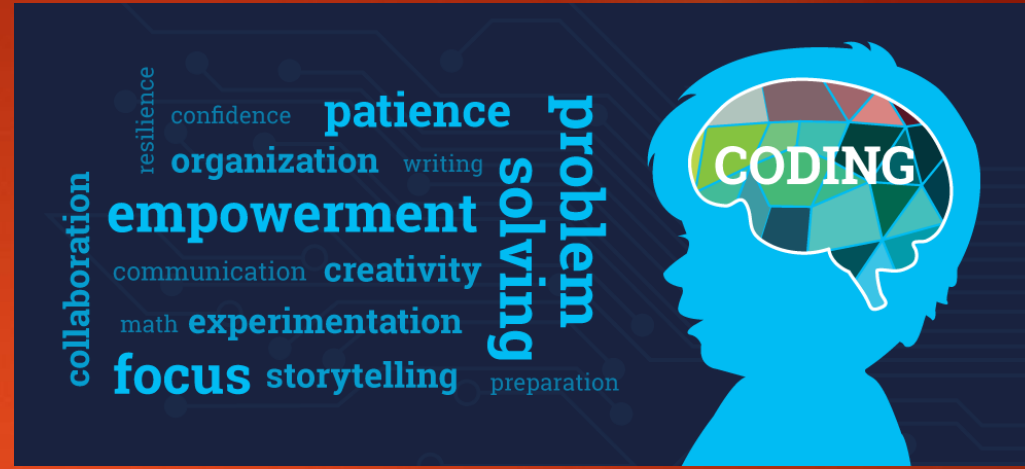 resilience
confidence
patience
organization
writing
collaboration
empowerment
communication
creativity
math
experimentation
focus
storytelling
problem
solving
preparation
CODING